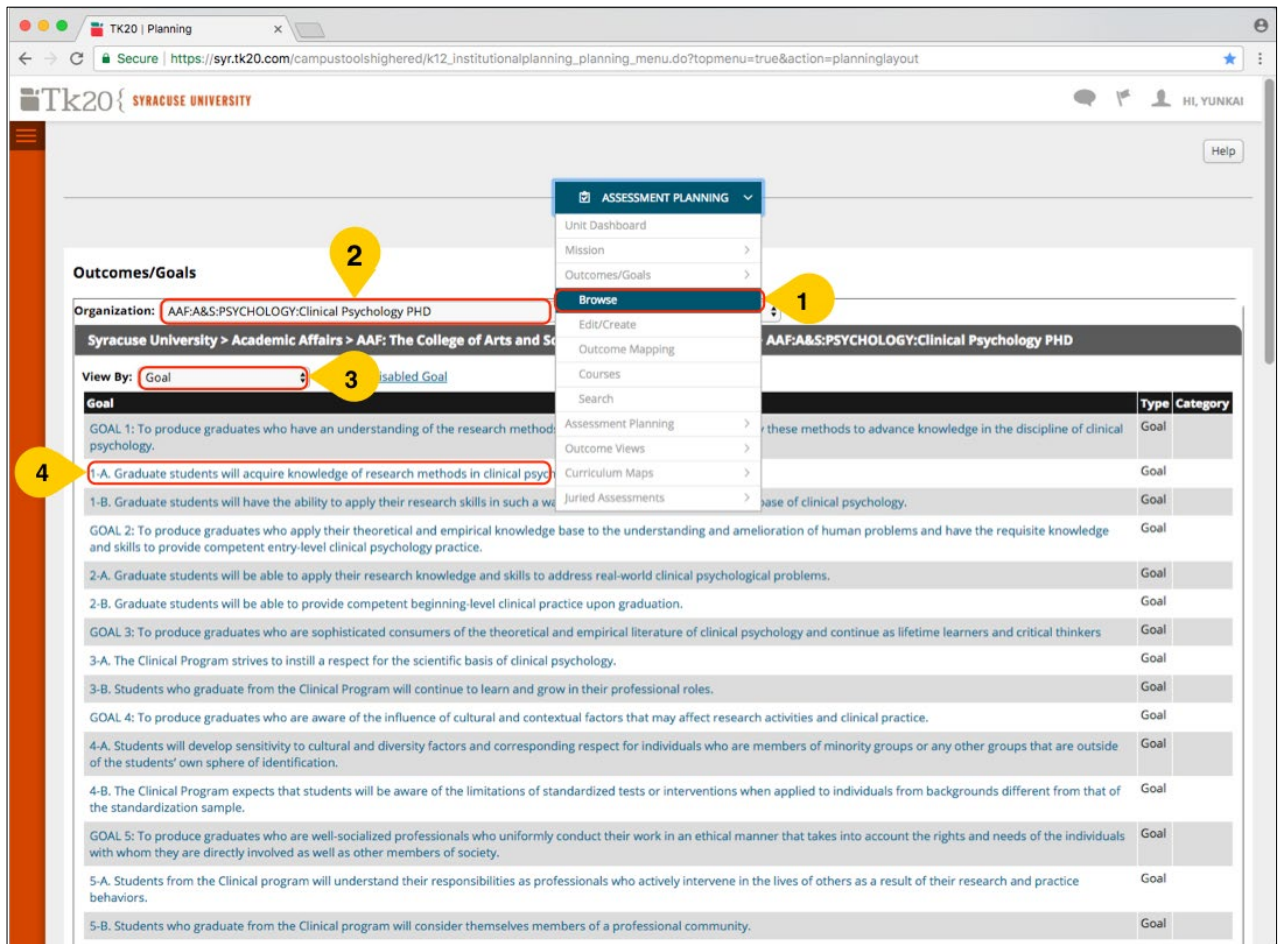 TK20 | Planning
Secure | https://syr.tk20.com/campustoolshighered/k12_institutionalplanning_planning_menu.do?topmenu=true&action=planninglayout
Tk20{ SYRACUSE UNIVERSITY
HI, YUNKAI
Help
ASSESSMENT PLANNING
Unit Dashboard
Mission
Outcomes/Goals
Browse
Edit/Create
Outcome Mapping
Courses
Search
Assessment Planning
Outcome Views
Curriculum Maps
Juried Assessments
1
2
Outcomes/Goals
Organization: AAF:A&S:PSYCHOLOGY:Clinical Psychology PHD
Syracuse University > Academic Affairs > AAF: The College of Arts and AAF:A&S:PSYCHOLOGY:Clinical Psychology PHD
View By: Goal
3
Goal
Goal Type Category
GOAL 1: To produce graduates who have an understanding of the research these methods to advance knowledge in the discipline of clinical Goal
psychology.
4
1-A. Graduate students will acquire knowledge of research methods in clinical Goal
1-B. Graduate students will have the ability to apply their research skills in such a of clinical psychology. Goal
GOAL 2: To produce graduates who apply their theoretical and empirical knowledge base to the understanding and amelioration of human problems and have the requisite knowledge Goal
and skills to provide competent entry-level clinical psychology practice.
2-A. Graduate students will be able to apply their research knowledge and skills to address real-world clinical psychological problems. Goal
2-B. Graduate students will be able to provide competent beginning-level clinical practice upon graduation. Goal
GOAL 3: To produce graduates who are sophisticated consumers of the theoretical and empirical literature of clinical psychology and continue as lifetime learners and critical thinkers Goal
3-A. The Clinical Program strives to instill a respect for the scientific basis of clinical psychology. Goal
3-B. Students who graduate from the Clinical Program will continue to learn and grow in their professional roles. Goal
GOAL 4: To produce graduates who are aware of the influence of cultural and contextual factors that may affect research activities and clinical practice. Goal
4-A. Students will develop sensitivity to cultural and diversity factors and corresponding respect for individuals who are members of minority groups or any other groups that are outside Goal
of the students' own sphere of identification.
4-B. The Clinical Program expects that students will be aware of the limitations of standardized tests or interventions when applied to individuals from backgrounds different from that of Goal
the standardization sample.
GOAL 5: To produce graduates who are well-socialized professionals who uniformly conduct their work in an ethical manner that takes into account the rights and needs of the individuals Goal
with whom they are directly involved as well as other members of society.
5-A. Students from the Clinical program will understand their responsibilities as professionals who actively intervene in the lives of others as a result of their research and practice Goal
behaviors.
5-B. Students who graduate from the Clinical program will consider themselves members of a professional community. Goal